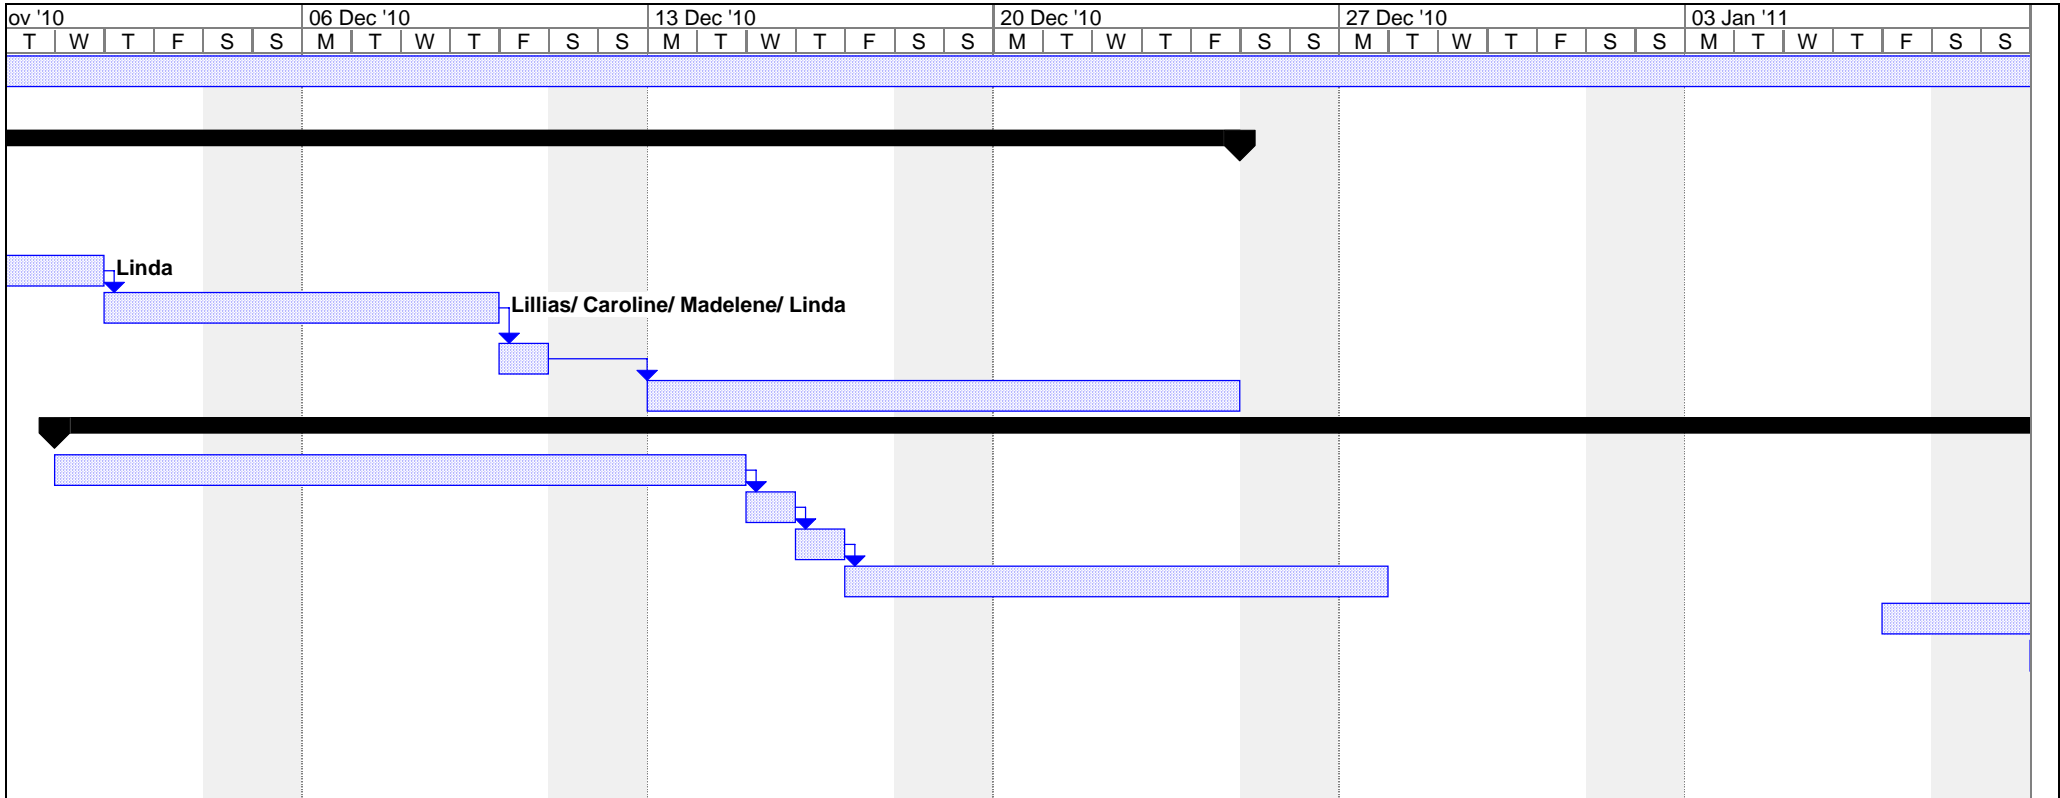 ov '10 06 Dec '10 13 Dec '10 20 Dec '10 27 Dec '10 03 Jan '11
T W T F S S M T W T F S S M T W T F S S M T W T F S S M T W T F S S M T W T F S S
Linda
Lillias/ Caroline/ Madelene/ Linda